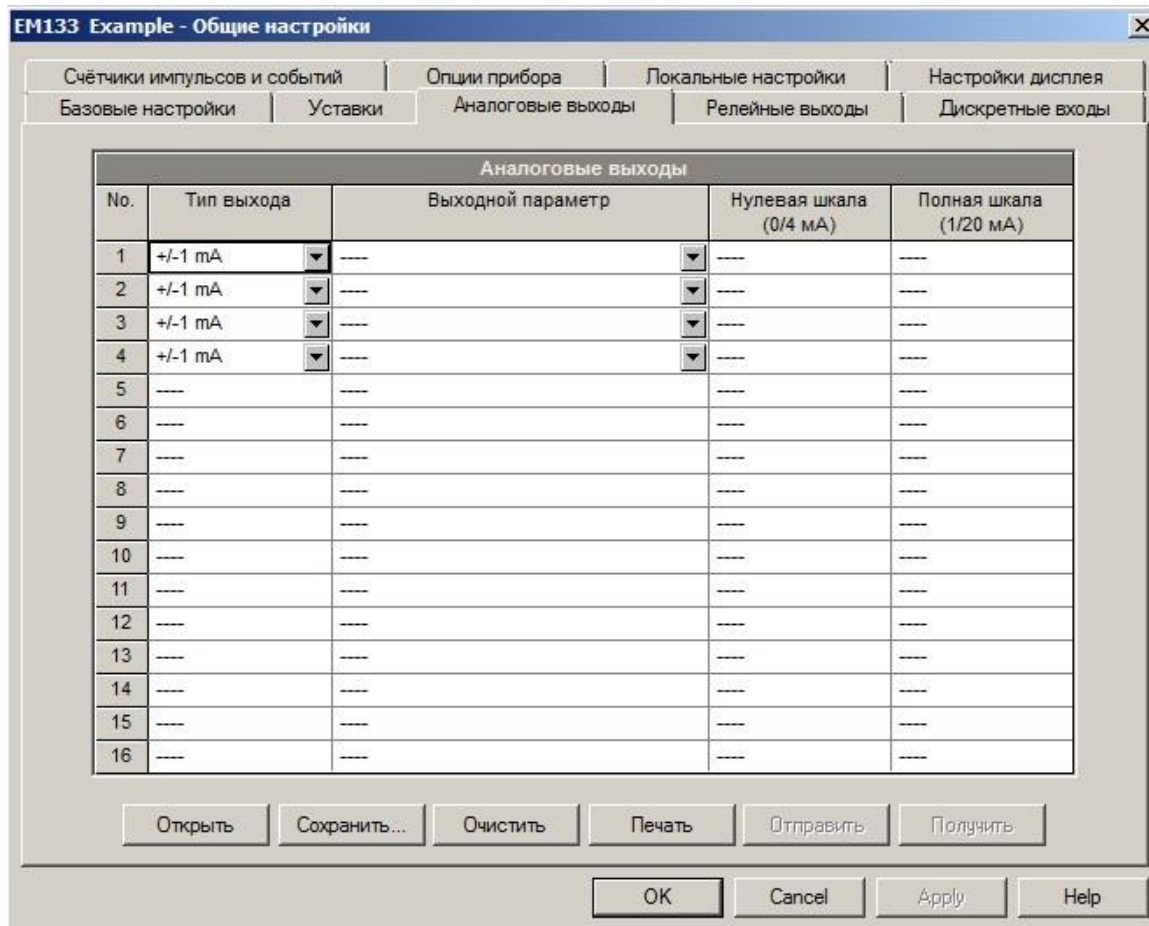 EM133 Example - Общие настройки
Счётчики импульсов и событий Опции прибора Локальные настройки Настройки дисплея
Базовые настройки Уставки Аналоговые выходы Релейные выходы Дискретные входы
Аналоговые выходы
No. Тип выхода Выходной параметр Нулевая шкала Полная шкала
(0/4 мА) (1/20 мА)
1 +/-1 mA ---- ---- ----
2 +/-1 mA ---- ---- ----
3 +/-1 mA ---- ---- ----
4 +/-1 mA ---- ---- ----
5 ---- ---- ---- ----
6 ---- ---- ---- ----
7 ---- ---- ---- ----
8 ---- ---- ---- ----
9 ---- ---- ---- ----
10 ---- ---- ---- ----
11 ---- ---- ---- ----
12 ---- ---- ---- ----
13 ---- ---- ---- ----
14 ---- ---- ---- ----
15 ---- ---- ---- ----
16 ---- ---- ---- ----
Открыть Сохранить... Очистить Печать Отправить Получить
OK Cancel Apply Help